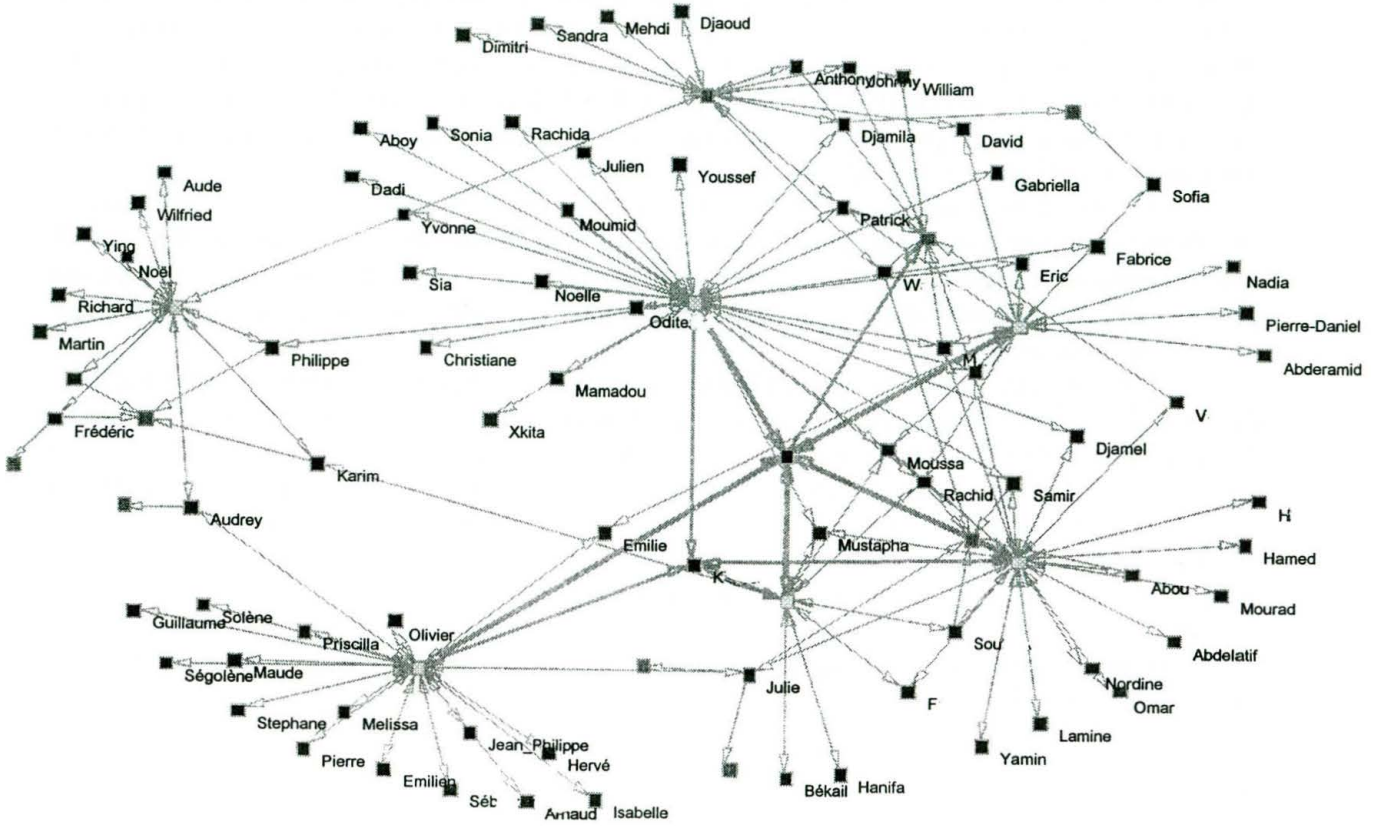 Djaoud
Mehdi
Sandra
Dimitri
Anthony
Johnny
William
Aboy
Sonia
Rachida
Djamila
David
Julien
Youssef
Gabriella
Aude
Dadi
Sofia
Wilfried
Moumid
Patrick
Yvonne
Ying
Noël
Fabrice
Eric
Sia
Noelle
W
Nadia
Richard
Odite
Pierre-Daniel
Martin
Philippe
Christiane
M
Abderamid
Mamadou
Xkita
V
Frédéric
Djamel
Moussa
Karim
Rachid
Samir
Audrey
H
Emilie
Mustapha
Hamed
K
Abou
Mourad
Guillaume
Solène
Priscilla
Olivier
Sou
Abdelatif
Ségolène
Maude
Julie
Nordine
Omar
F
Stephane
Melissa
Lamine
Pierre
Jean_Philippe
Hervé
Yamin
Emilien
Séb
Békail
Hanifa
Arnaud
Isabelle